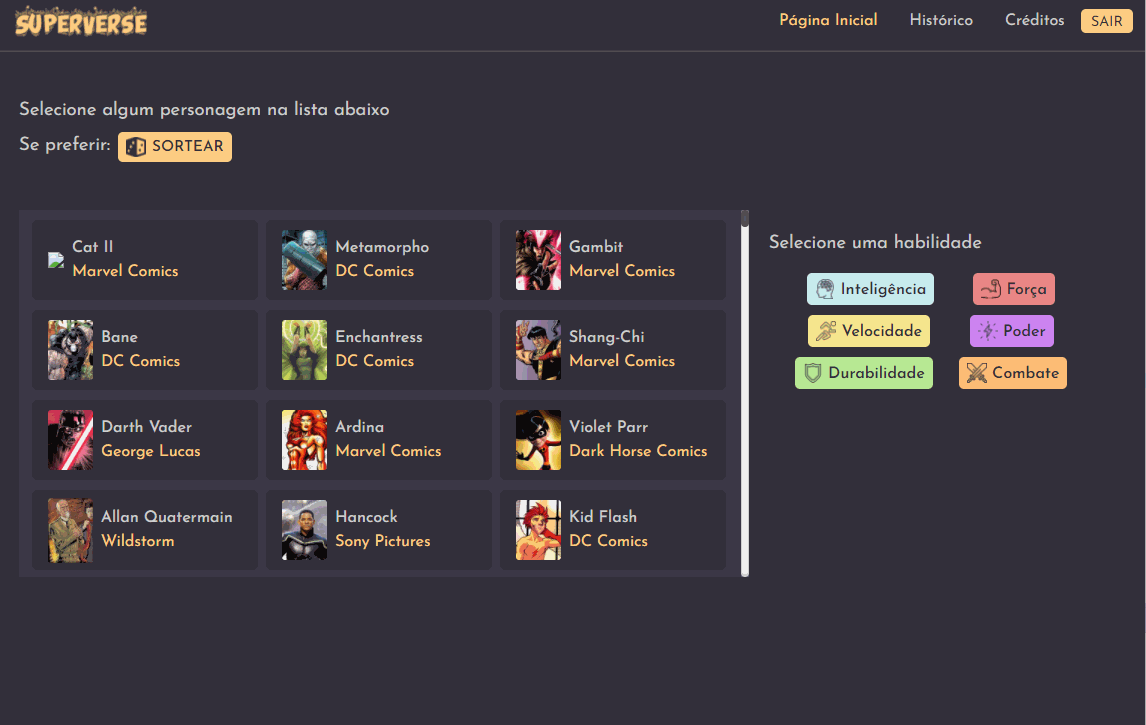 SUPERVERSE
Página Inicial
Histórico
Créditos
SAIR
Selecione algum personagem na lista abaixo
Se preferir:
SORTEAR
Cat II
Marvel Comics
Metamorpho
DC Comics
Gambit
Marvel Comics
Bane
DC Comics
Enchantress
DC Comics
Shang-Chi
Marvel Comics
Darth Vader
George Lucas
Ardina
Marvel Comics
Violet Parr
Dark Horse Comics
Allan Quatermain
Wildstorm
Hancock
Sony Pictures
Kid Flash
DC Comics
Selecione uma habilidade
Inteligência
Força
Velocidade
Poder
Durabilidade
Combate